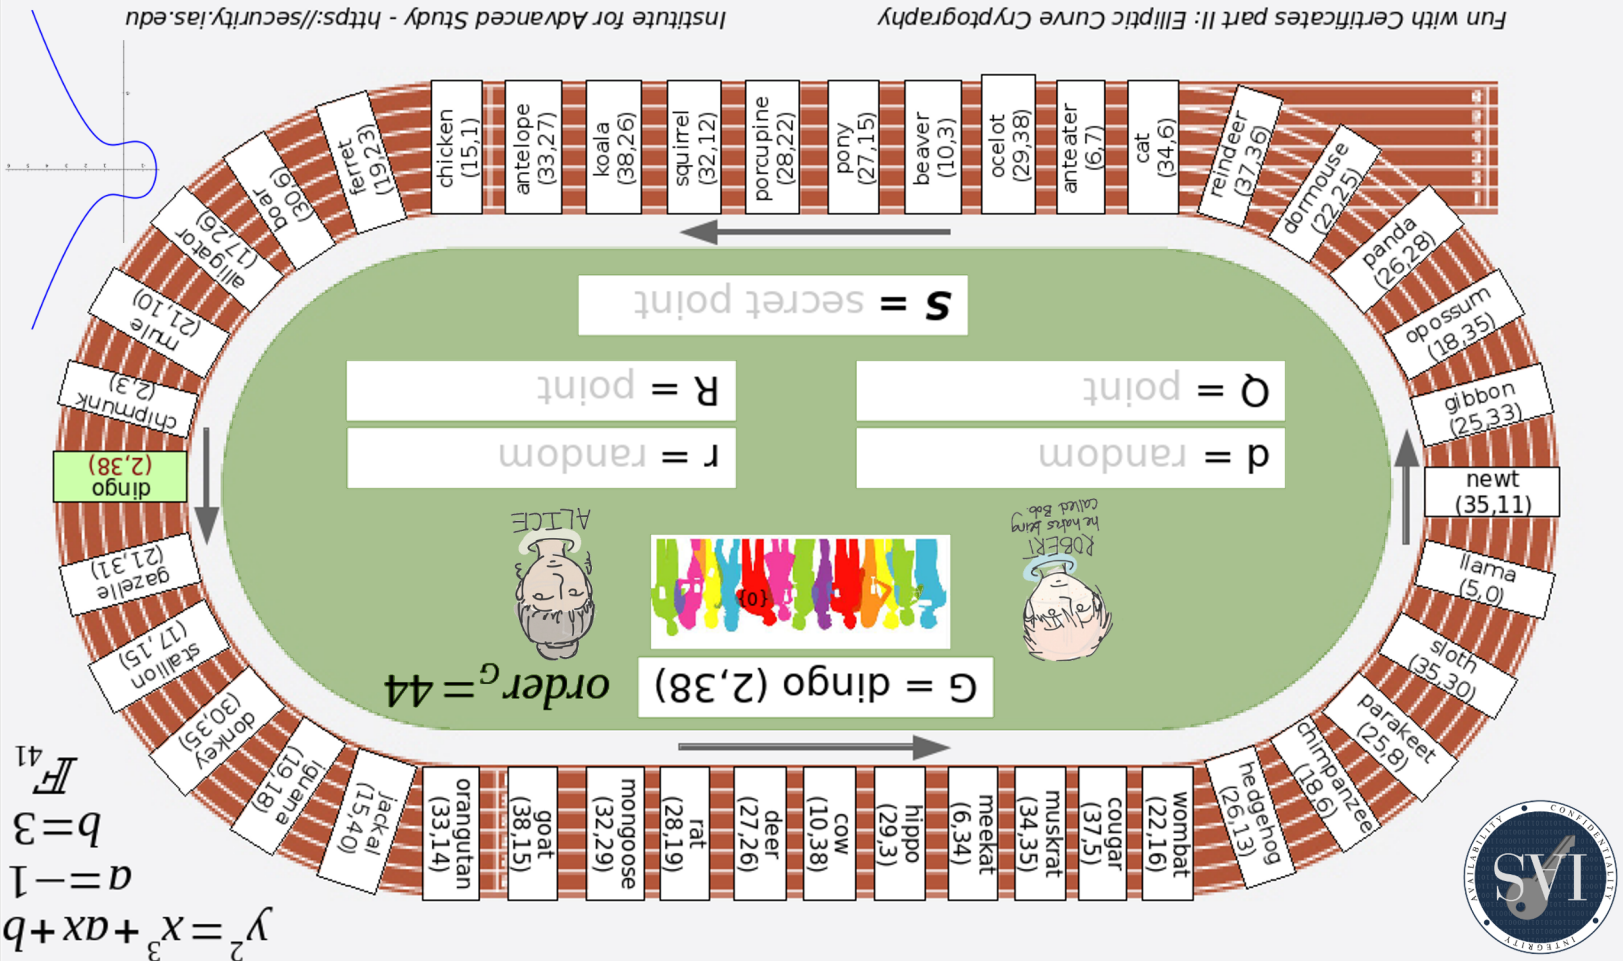 Fun with Certificates part II: Elliptic Curve Cryptography
Institute for Advanced Study - https://security.ias.edu
chicken
(15,1)
antelope
(33,27)
koala
(38,26)
squirrel
(32,12)
porcupine
(28,22)
pony
(27,15)
beaver
(10,3)
ocelot
(29,38)
anteater
(6,7)
cat
(34,6)
reindeer
(37,36)
dormouse
(22,25)
panda
(26,28)
opossum
(18,35)
gibbon
(25,33)
newt
(35,11)
llama
(5,0)
sloth
(35,30)
parakeet
(25,8)
chimpanzee
(18,6)
hedgehog
(26,13)
wombat
(22,16)
cougar
(37,5)
muskrat
(34,35)
meekat
(6,34)
hippo
(29,3)
cow
(10,38)
deer
(27,26)
rat
(28,19)
mongoose
(32,29)
goat
(38,15)
orangutan
(33,14)
jackal
(15,40)
iguana
(19,18)
donkey
(30,35)
stallion
(17,15)
gazelle
(21,31)
dingo
(2,38)
chipmunk
(2,3)
mule
(21,10)
alligator
(17,26)
boar
(30,6)
ferret
(19,23)
G = dingo (2,38)
order_G=44
{0}
ROBERT
he hates being
called Bob.
ALICE
d = random
Q = point
r = random
R = point
S = secret point
y²=x³+ax+b
a=−1
b=3
𝔽₄₁
AVAILABILITY
CONFIDENTIALITY
INTEGRITY
SVI